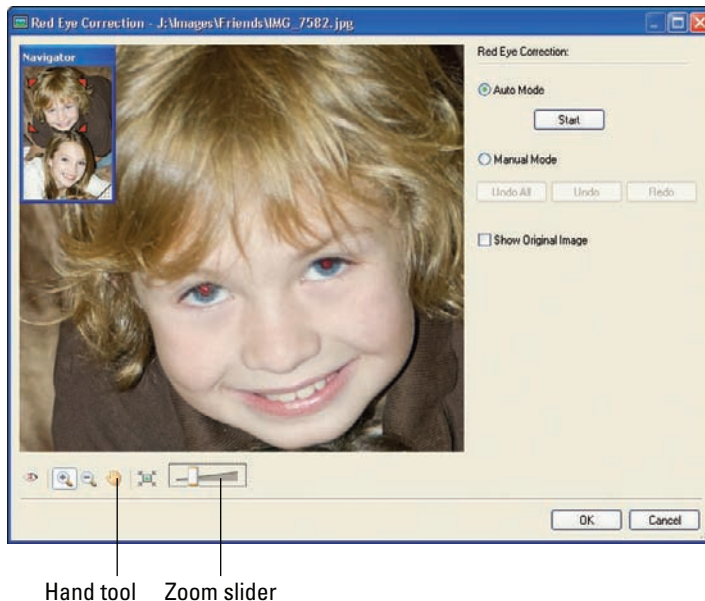 Red Eye Correction - J:\Images\Friends\IMG_7582.jpg
Navigator
Red Eye Correction:
Auto Mode
Start
Manual Mode
Undo All Undo Redo
Show Original Image
OK Cancel
Hand tool Zoom slider